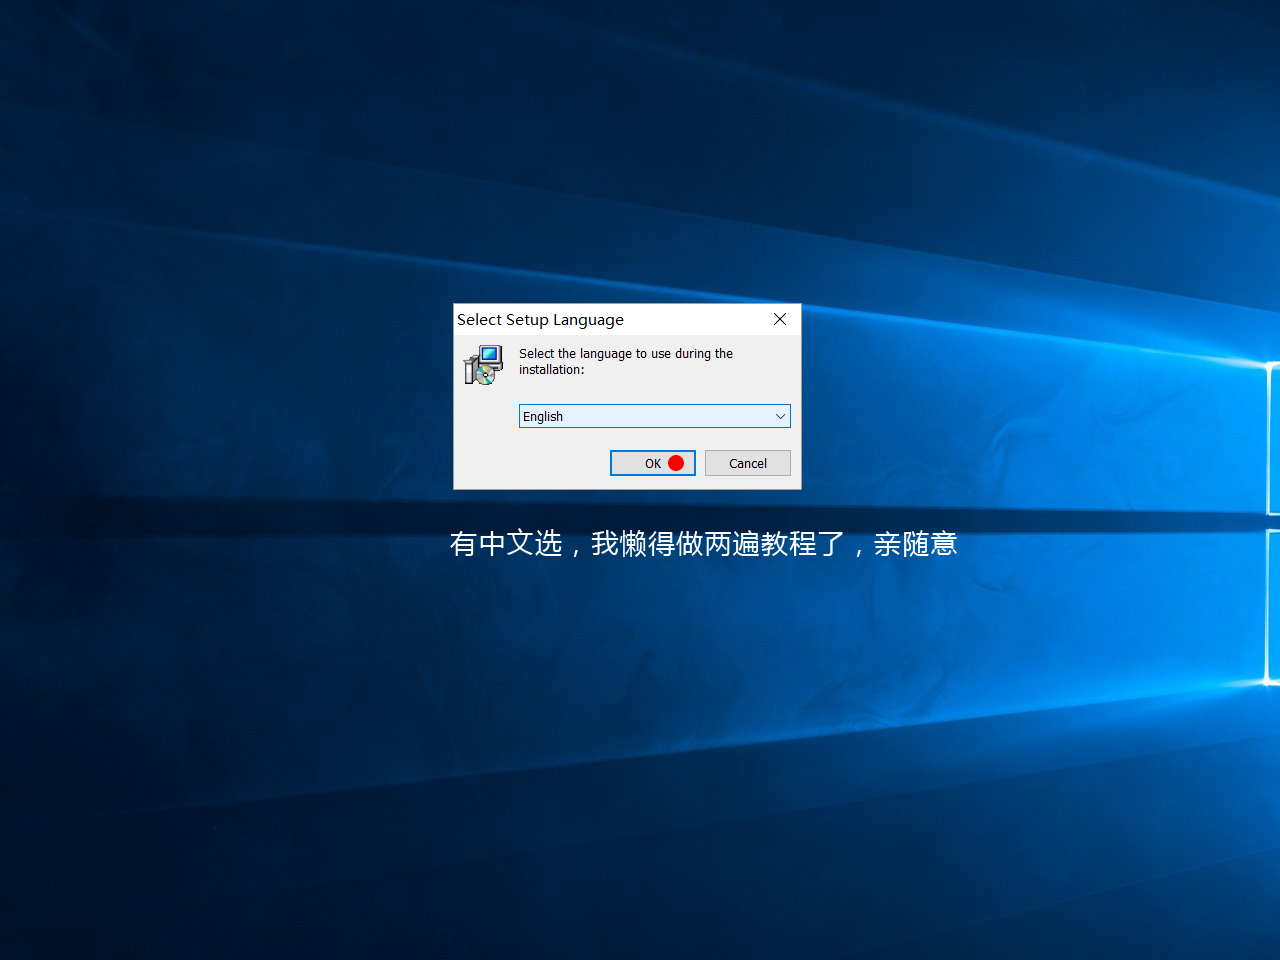 Select Setup Language
Select the language to use during the
installation:
English
OK
Cancel
有中文选，我懒得做两遍教程了，亲随意